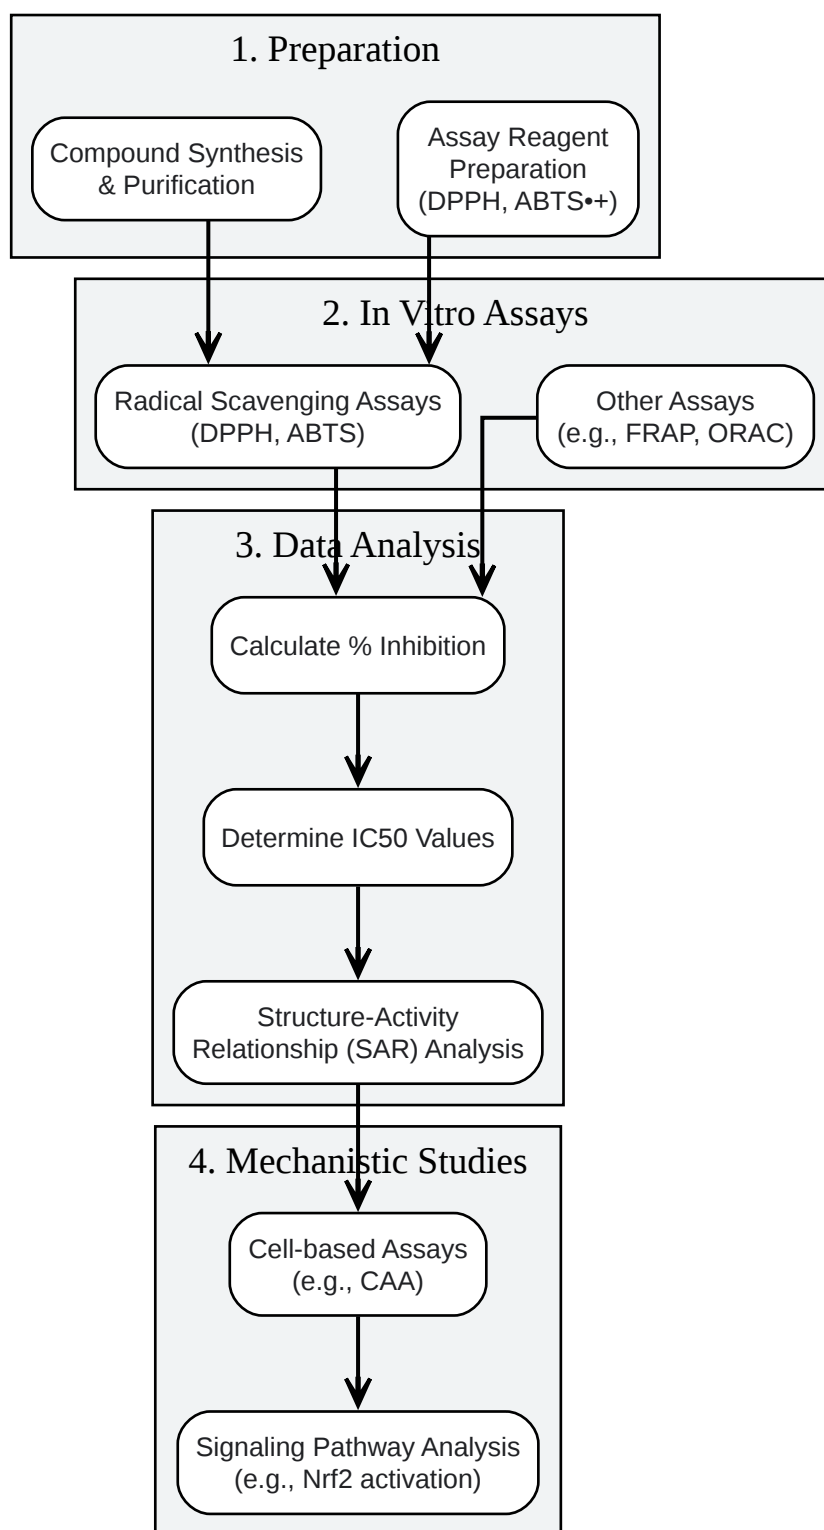 1. Preparation
Compound Synthesis
& Purification
Assay Reagent
Preparation
(DPPH, ABTS•+)
2. In Vitro Assays
Radical Scavenging Assays
(DPPH, ABTS)
Other Assays
(e.g., FRAP, ORAC)
3. Data Analysis
Calculate % Inhibition
Determine IC50 Values
Structure-Activity
Relationship (SAR) Analysis
4. Mechanistic Studies
Cell-based Assays
(e.g., CAA)
Signaling Pathway Analysis
(e.g., Nrf2 activation)